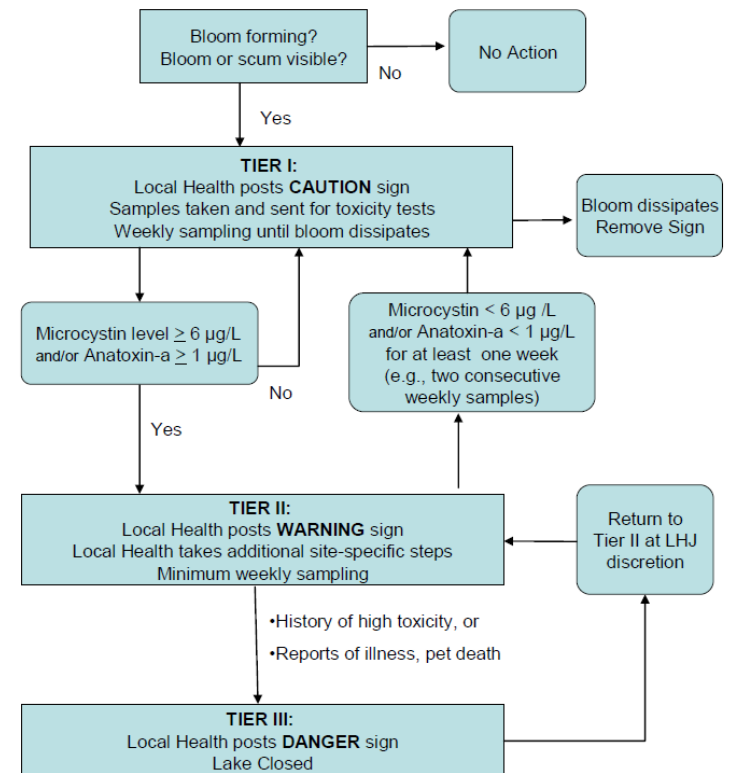 Bloom forming?
Bloom or scum visible?
No
No Action
Yes
TIER I:
Local Health posts CAUTION sign
Samples taken and sent for toxicity tests
Weekly sampling until bloom dissipates
Bloom dissipates
Remove Sign
Microcystin level ≥ 6 µg/L
and/or Anatoxin-a ≥ 1 µg/L
No
Yes
Microcystin < 6 µg /L
and/or Anatoxin-a < 1 µg/L
for at least one week
(e.g., two consecutive
weekly samples)
TIER II:
Local Health posts WARNING sign
Local Health takes additional site-specific steps
Minimum weekly sampling
Return to
Tier II at LHJ
discretion
•History of high toxicity, or
•Reports of illness, pet death
TIER III:
Local Health posts DANGER sign
Lake Closed